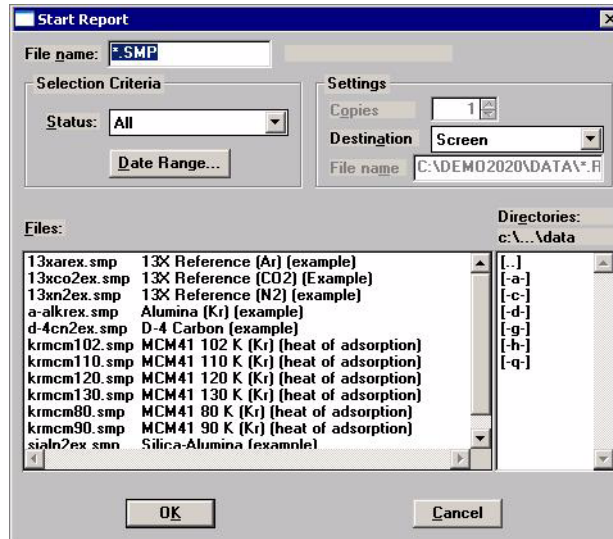 Start Report
File name: *.SMP
Selection Criteria
Status: All
Date Range...
Settings
Copies 1
Destination Screen
File name C:\DEMO2020\DATA\*.R
Files:
13xarex.smp 13X Reference (Ar) (example)
13xco2ex.smp 13X Reference (CO2) (Example)
13xn2ex.smp 13X Reference (N2) (example)
a-alkrex.smp Alumina (Kr) (example)
d-4cn2ex.smp D-4 Carbon (example)
krmcm102.smp MCM41 102 K (Kr) (heat of adsorption)
krmcm110.smp MCM41 110 K (Kr) (heat of adsorption)
krmcm120.smp MCM41 120 K (Kr) (heat of adsorption)
krmcm130.smp MCM41 130 K (Kr) (heat of adsorption)
krmcm80.smp MCM41 80 K (Kr) (heat of adsorption)
krmcm90.smp MCM41 90 K (Kr) (heat of adsorption)
sialn2ex.smp Silica-Alumina (example)
Directories:
c:\...\data
[..]
[-a-]
[-c-]
[-d-]
[-g-]
[-h-]
[-q-]
OK
Cancel